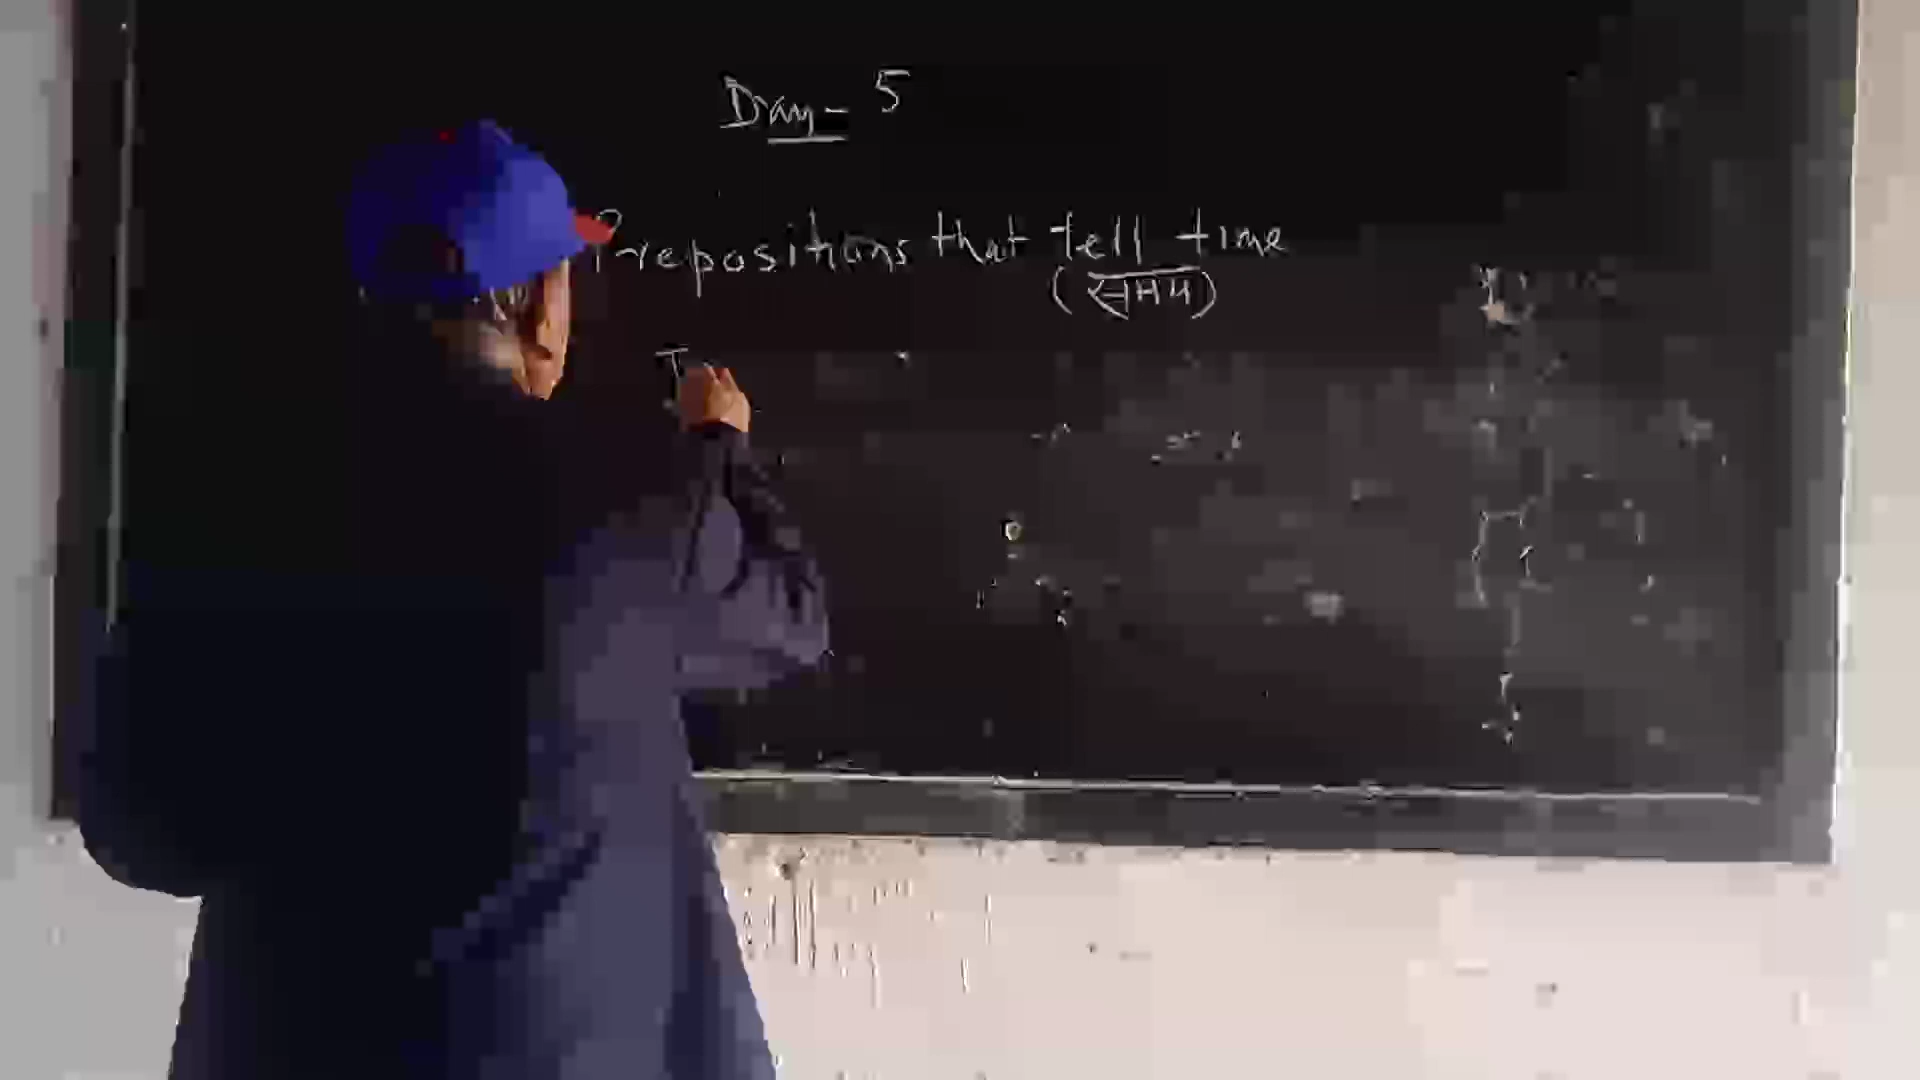 Day- 5
Prepositions that tell time
(समय)
T